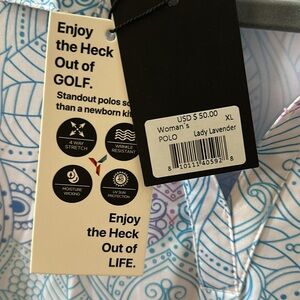 Enjoy
the Heck
Out of
GOLF.
Standout polos so
than a newborn
4-WAY
STRETCH
WRINKLE
RESISTANT
MOISTURE
WICKING
UV SUN
PROTECTION
Enjoy
the Heck
Out of
LIFE.
USD $ 50.00
Woman's
XL
POLO
Lady Lavender
8 10111 40592 8